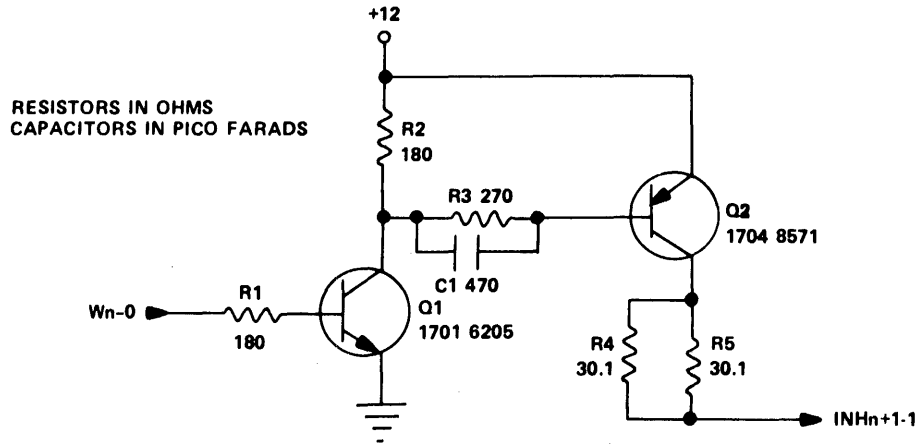 +12
RESISTORS IN OHMS
CAPACITORS IN PICO FARADS
R2
180
R3 270
Q2
1704 8571
C1 470
R1
Wn-0
180
Q1
1701 6205
R4
30.1
R5
30.1
INHn+1-1